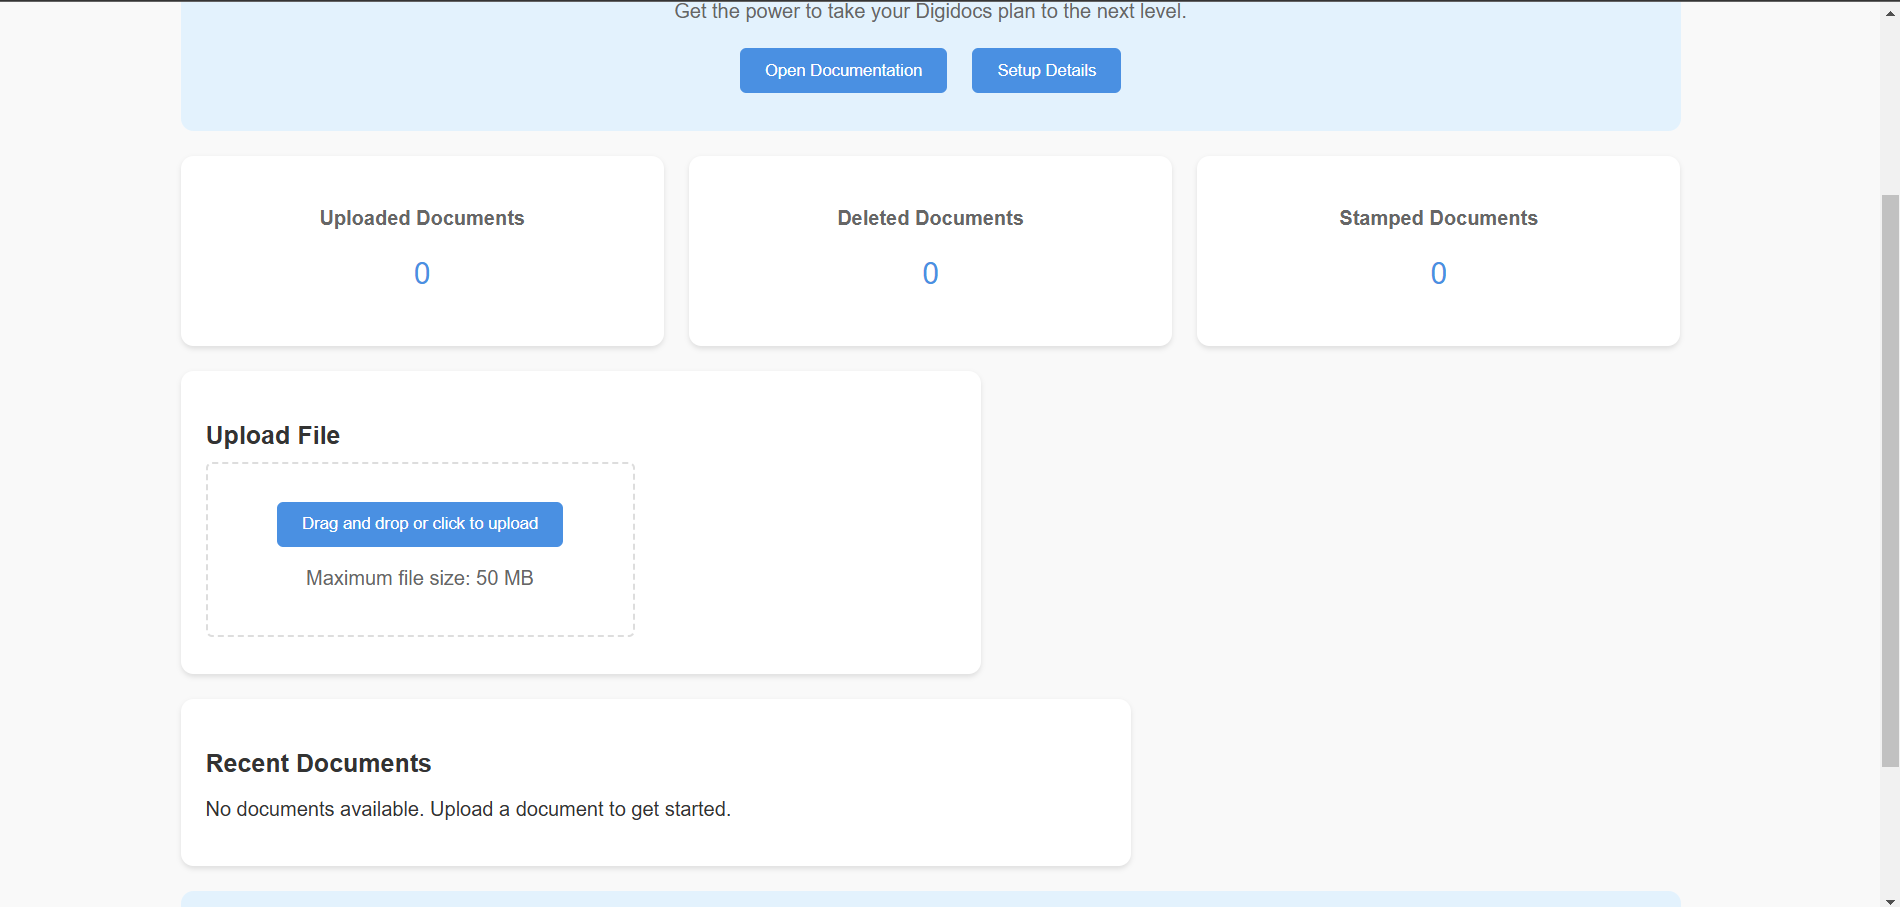 Get the power to take your Digidocs plan to the next level.
Open Documentation
Setup Details
Uploaded Documents
0
Deleted Documents
0
Stamped Documents
0
Upload File
Drag and drop or click to upload
Maximum file size: 50 MB
Recent Documents
No documents available. Upload a document to get started.